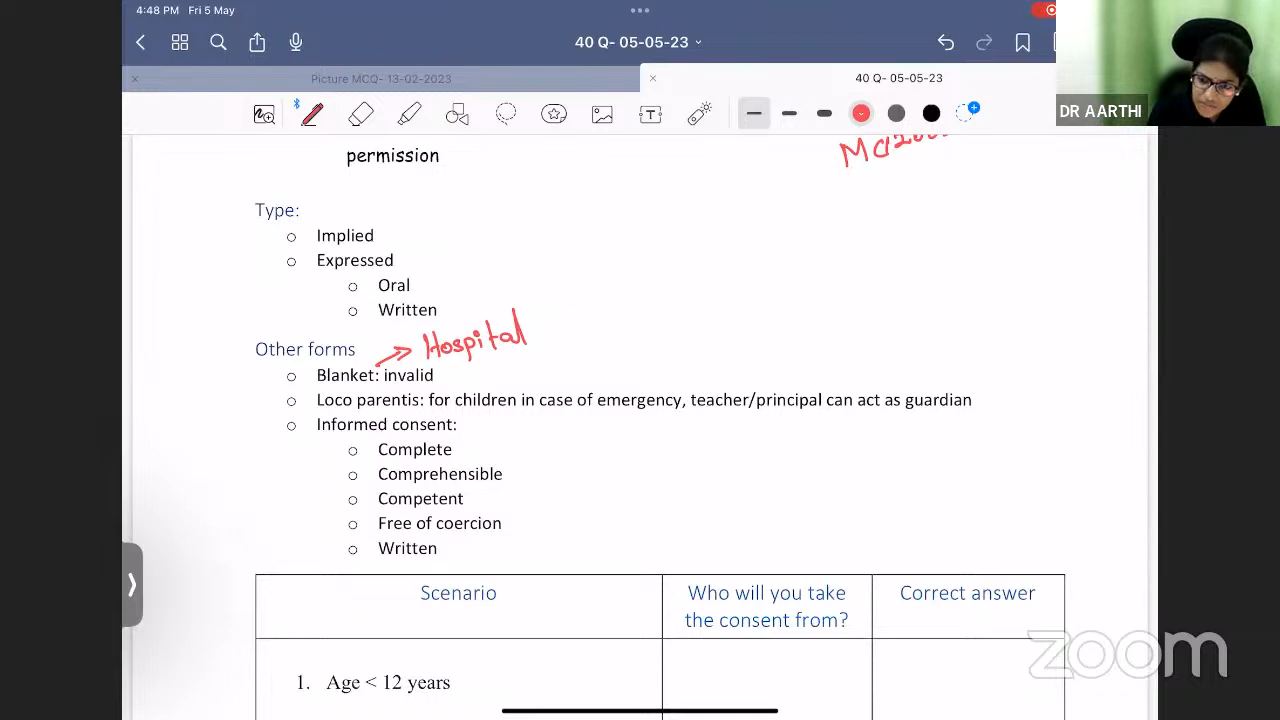 4:48 PM Fri 5 May
40 Q- 05-05-23
Picture MCQ- 13-02-2023
40 Q- 05-05-23
DR AARTHI
permission
Type:
Implied
Expressed
Oral
Written
Hospital
Other forms
Blanket: invalid
Loco parentis: for children in case of emergency, teacher/principal can act as guardian
Informed consent:
Complete
Comprehensible
Competent
Free of coercion
Written
Scenario
Who will you take
the consent from?
Correct answer
zoom
1. Age < 12 years